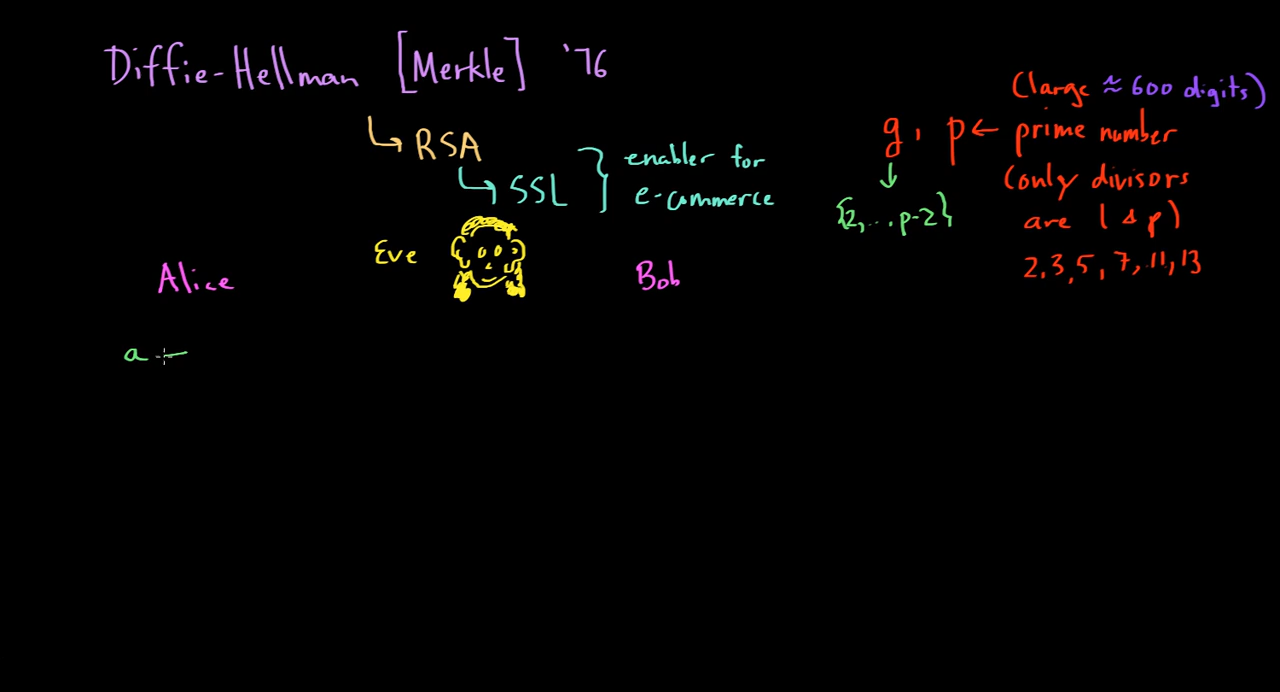 Diffie-Hellman [Merkle] '76
↳ RSA
↳ SSL } enabler for
e-commerce
(large ≈ 600 digits)
g, p ← prime number
(only divisors
are 1 & p)
2, 3, 5, 7, 11, 13
↓
{2, ... p-2}
Eve
Alice
Bob
a